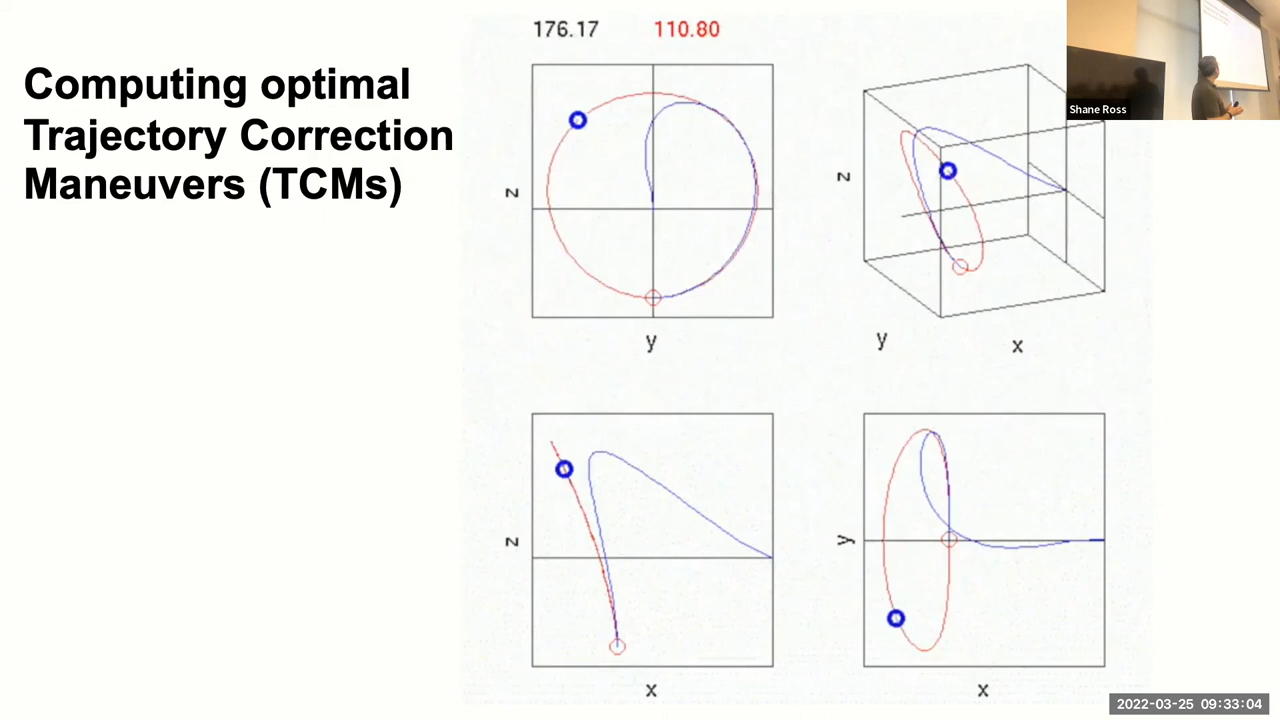 Computing optimal
Trajectory Correction
Maneuvers (TCMs)
176.17 110.80
z
y
z
y
x
z
x
y
x
Shane Ross
2022-03-25 09:33:04